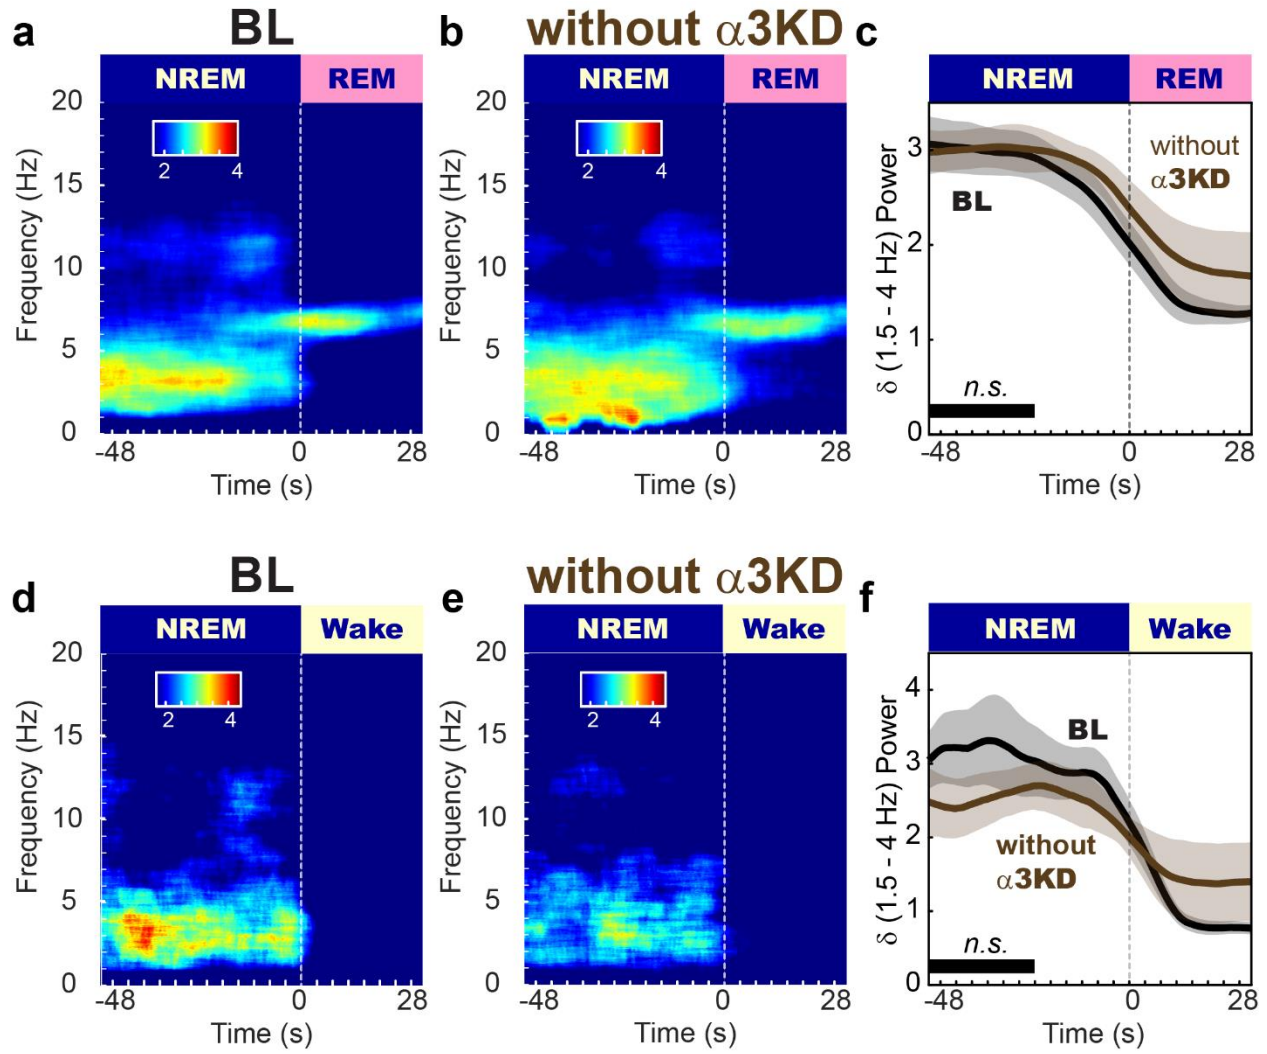 a
BL
NREM
REM
20
15
10
5
0
Frequency (Hz)
2
4
-48
0
28
Time (s)
b
without α3KD
NREM
REM
20
15
10
5
0
Frequency (Hz)
2
4
-48
0
28
Time (s)
c
NREM
REM
3
2
1
0
δ (1.5 - 4 Hz) Power
without
α3KD
BL
n.s.
-48
0
28
Time (s)
d
BL
NREM
Wake
20
15
10
5
0
Frequency (Hz)
2
4
-48
0
28
Time (s)
e
without α3KD
NREM
Wake
20
15
10
5
0
Frequency (Hz)
2
4
-48
0
28
Time (s)
f
NREM
Wake
4
3
2
1
0
δ (1.5 - 4 Hz) Power
BL
without
α3KD
n.s.
-48
0
28
Time (s)